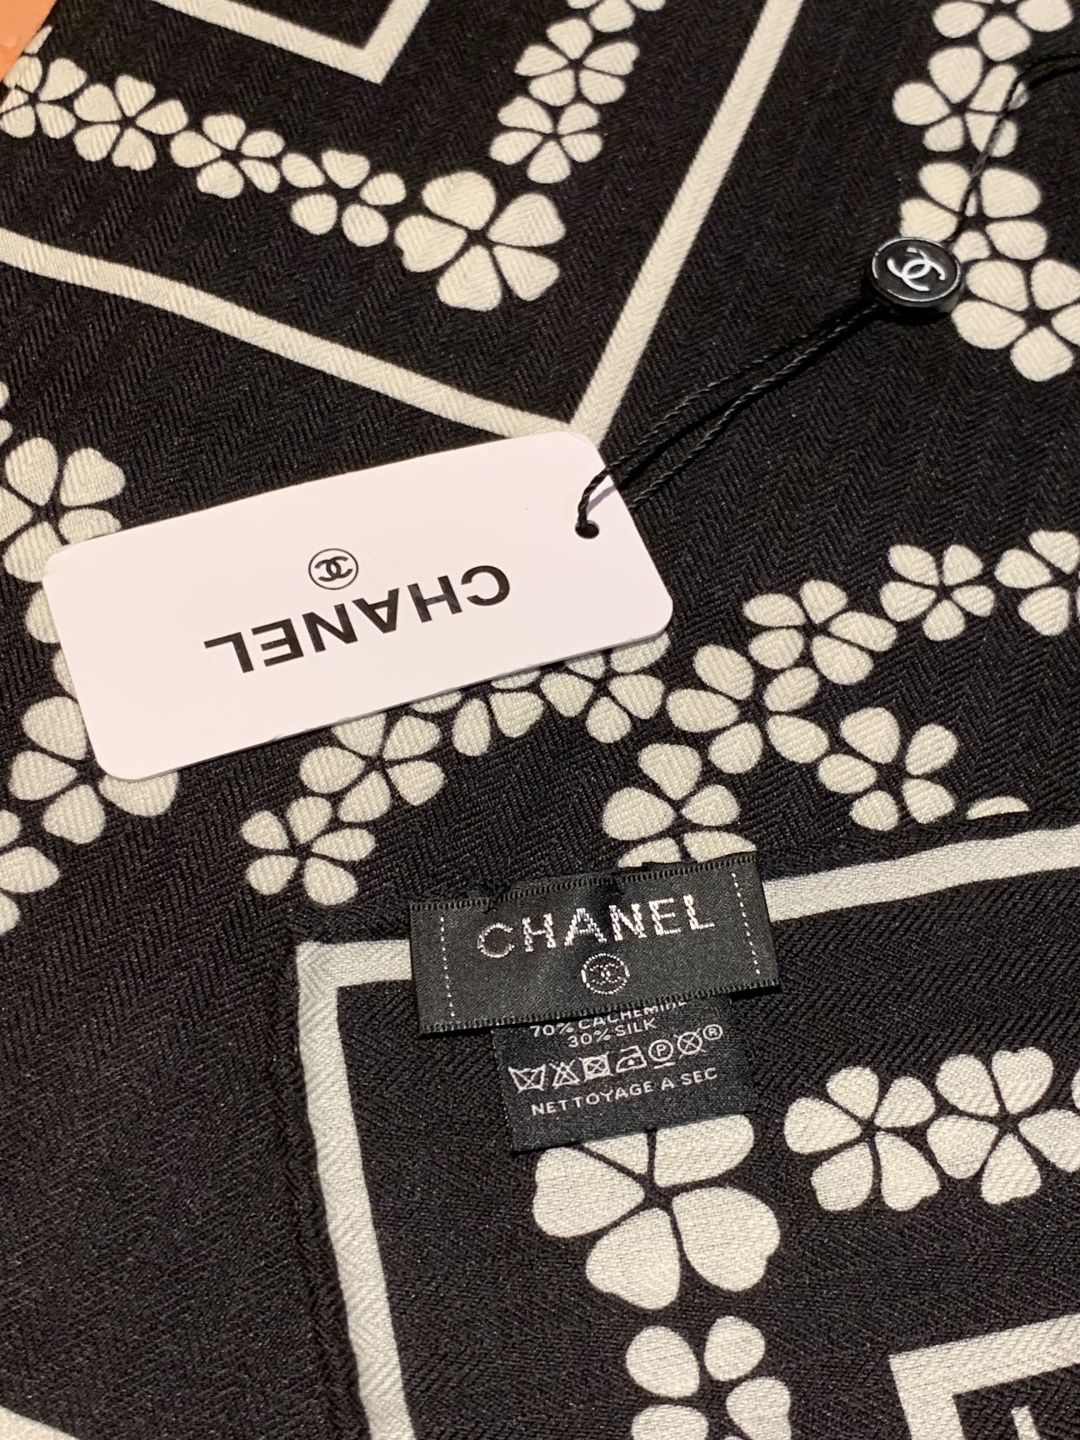 CHANEL
CHANEL
70% CACHEMIRE
30% SILK
P
R
NETTOYAGE A SEC